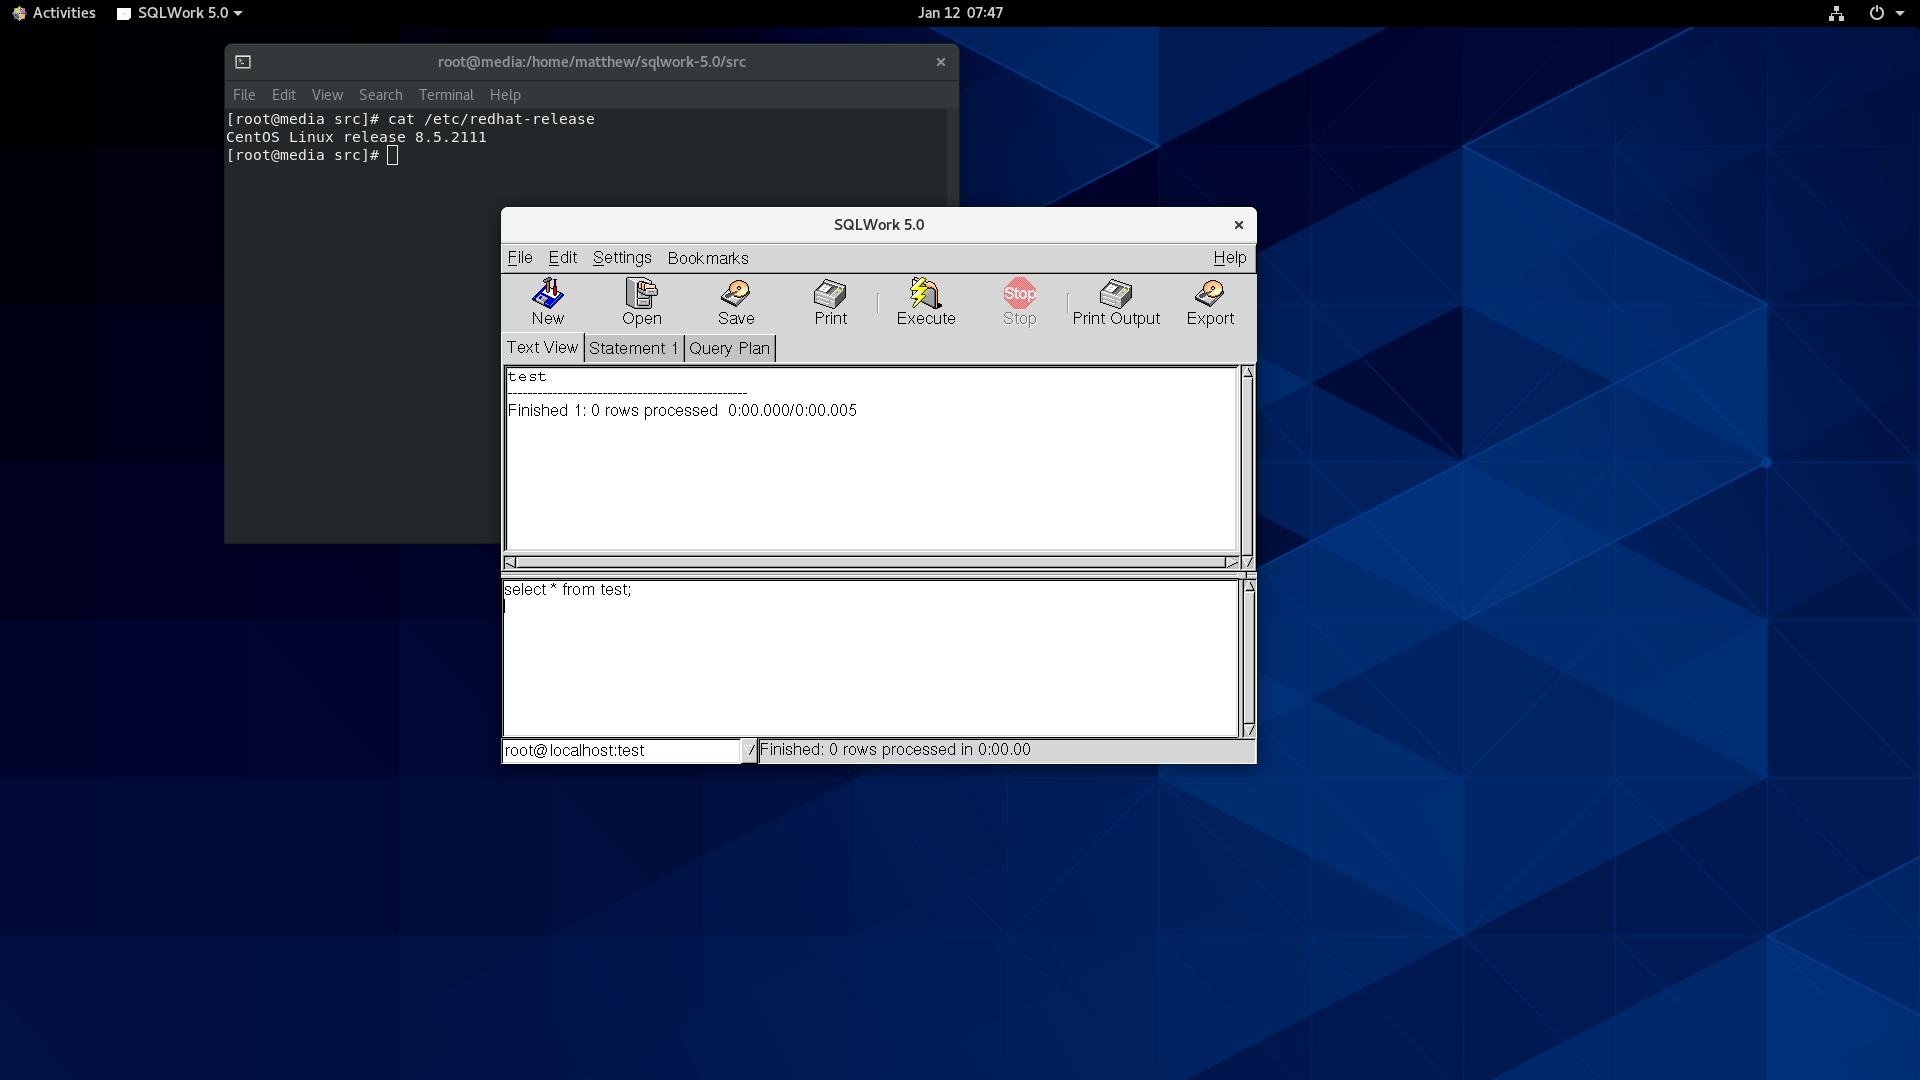 Activities
SQLWork 5.0
Jan 12 07:47
root@media:/home/matthew/sqlwork-5.0/src
File Edit View Search Terminal Help
[root@media src]# cat /etc/redhat-release
CentOS Linux release 8.5.2111
[root@media src]#
SQLWork 5.0
File Edit Settings Bookmarks Help
New Open Save Print Execute Stop Stop Print Output Export
Text View Statement 1 Query Plan
test
------------------------------------------------
Finished 1: 0 rows processed 0:00.000/0:00.005
select * from test;
root@localhost:test
Finished: 0 rows processed in 0:00.00